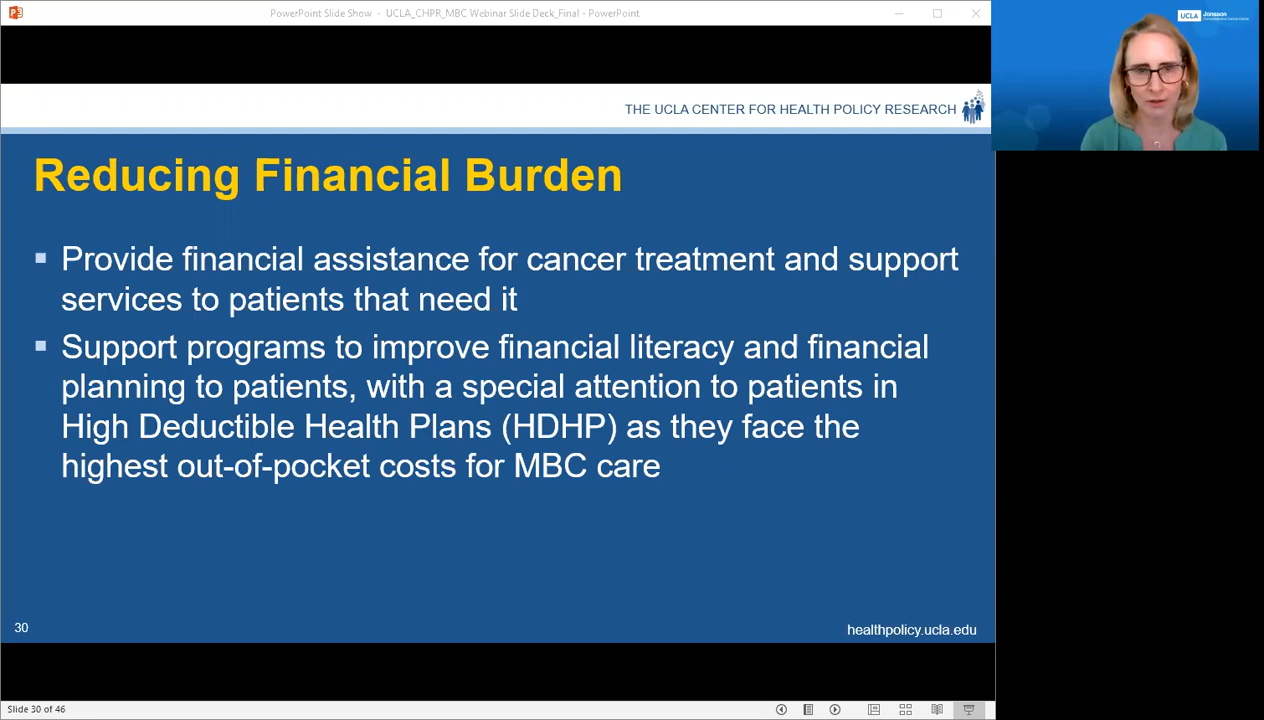 PowerPoint Slide Show - UCLA_CHPR_MBC Webinar Slide Deck_Final - PowerPoint
UCLA Jonsson
THE UCLA CENTER FOR HEALTH POLICY RESEARCH
Reducing Financial Burden
Provide financial assistance for cancer treatment and support
services to patients that need it
Support programs to improve financial literacy and financial
planning to patients, with a special attention to patients in
High Deductible Health Plans (HDHP) as they face the
highest out-of-pocket costs for MBC care
30
healthpolicy.ucla.edu
Slide 30 of 46